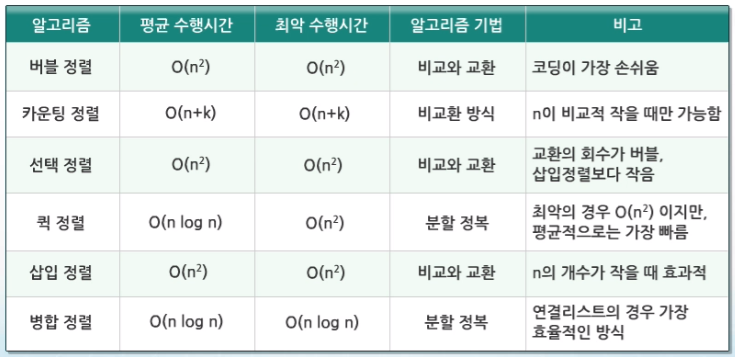 알고리즘 평균 수행시간 최악 수행시간 알고리즘 기법 비고
버블 정렬 O(n²) O(n²) 비교와 교환 코딩이 가장 손쉬움
카운팅 정렬 O(n+k) O(n+k) 비교환 방식 n이 비교적 작을 때만 가능함
선택 정렬 O(n²) O(n²) 비교와 교환 교환의 회수가 버블,
삽입정렬보다 작음
퀵 정렬 O(n log n) O(n²) 분할 정복 최악의 경우 O(n²) 이지만,
평균적으로는 가장 빠름
삽입 정렬 O(n²) O(n²) 비교와 교환 n의 개수가 작을 때 효과적
병합 정렬 O(n log n) O(n log n) 분할 정복 연결리스트의 경우 가장
효율적인 방식